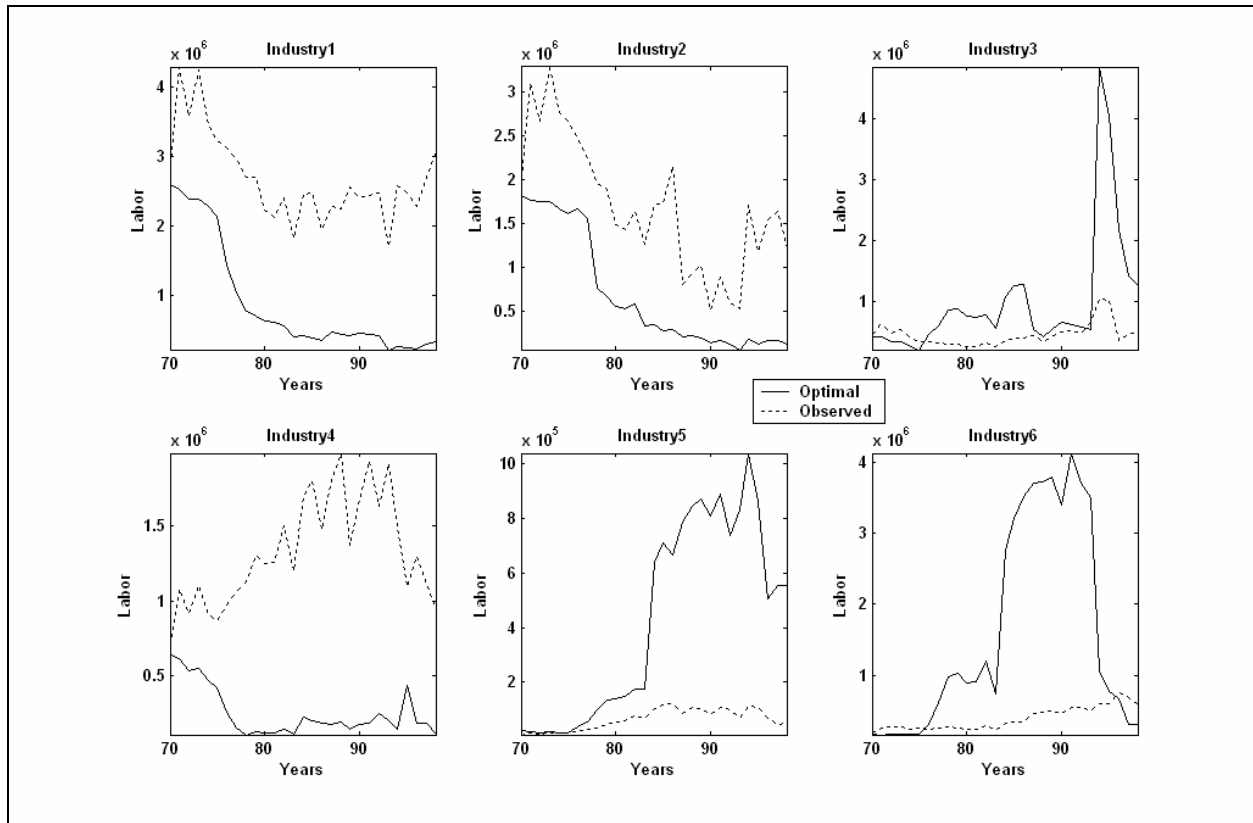 Industry1
x 10^6
Labor
4
3
2
1
70 80 90
Years
Industry2
x 10^6
Labor
3
2.5
2
1.5
1
0.5
70 80 90
Years
Industry3
x 10^6
Labor
4
3
2
1
70 80 90
Years
Optimal
Observed
Industry4
x 10^6
Labor
1.5
1
0.5
70 80 90
Years
Industry5
x 10^5
Labor
10
8
6
4
2
70 80 90
Years
Industry6
x 10^6
Labor
4
3
2
1
70 80 90
Years